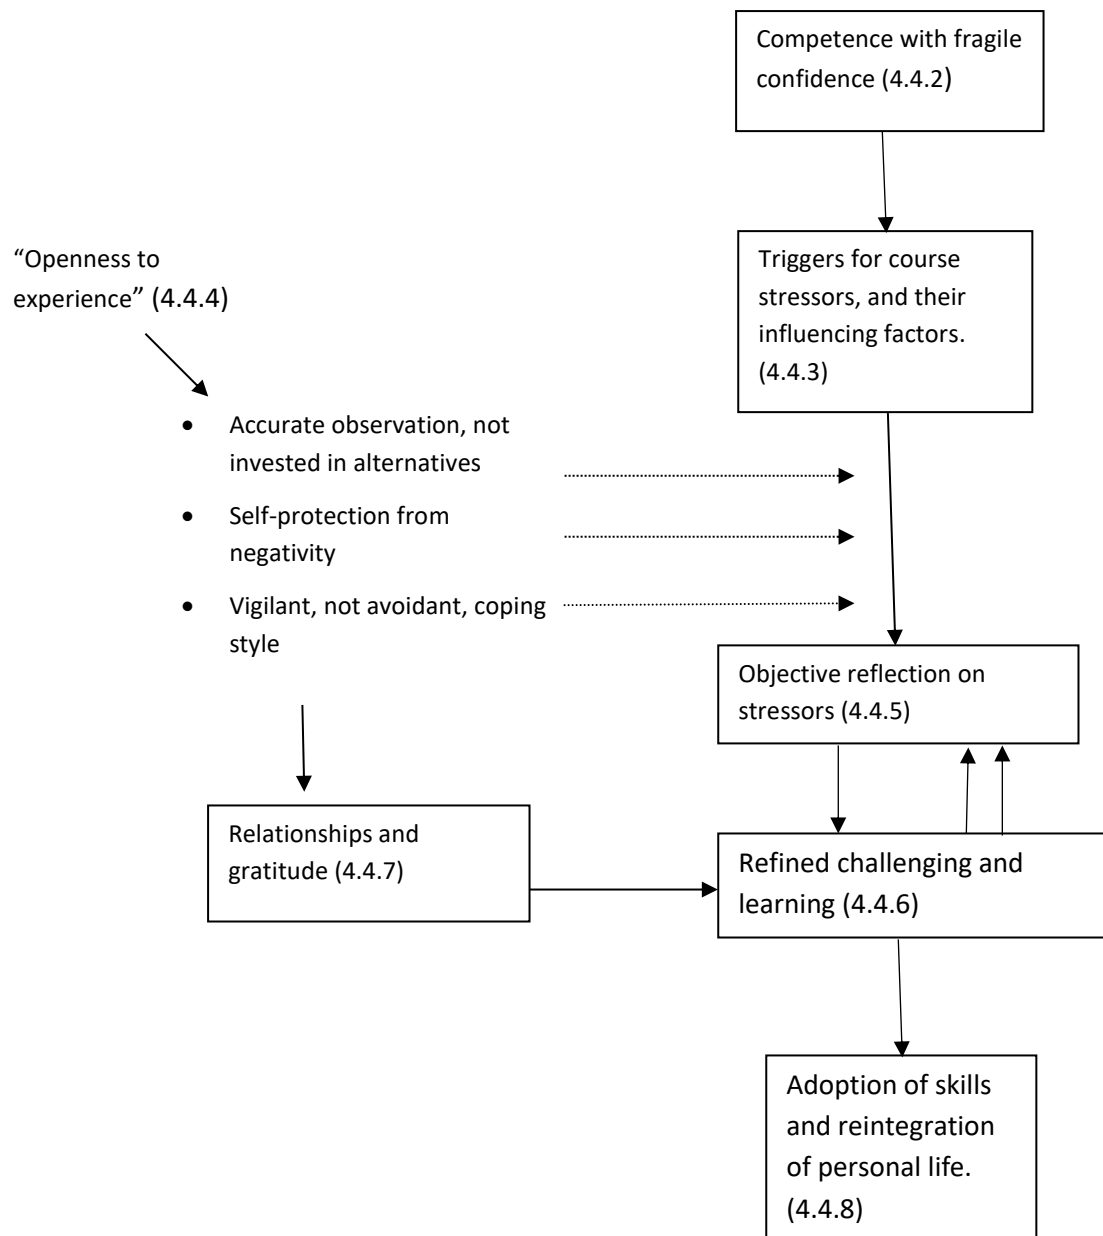 Competence with fragile
confidence (4.4.2)
“Openness to
experience” (4.4.4)
Triggers for course
stressors, and their
influencing factors.
(4.4.3)
• Accurate observation, not
invested in alternatives
• Self-protection from
negativity
• Vigilant, not avoidant, coping
style
Objective reflection on
stressors (4.4.5)
Relationships and
gratitude (4.4.7)
Refined challenging and
learning (4.4.6)
Adoption of skills
and reintegration
of personal life.
(4.4.8)